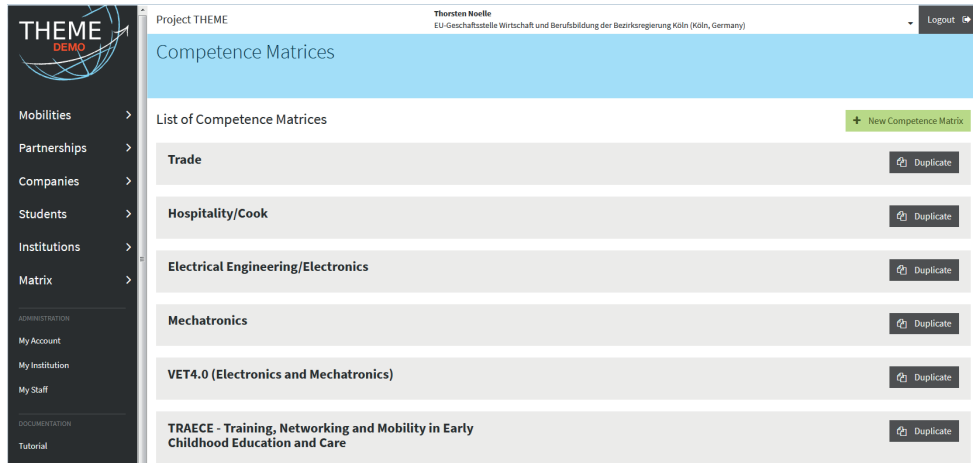 THEME
DEMO
Mobilities
Partnerships
Companies
Students
Institutions
Matrix
ADMINISTRATION
My Account
My Institution
My Staff
DOCUMENTATION
Tutorial
Project THEME
Thorsten Noelle
EU-Geschaftsstelle Wirtschaft und Berufsbildung der Bezirksregierung Köln (Köln, Germany)
Logout
Competence Matrices
List of Competence Matrices
+ New Competence Matrix
Trade
Duplicate
Hospitality/Cook
Duplicate
Electrical Engineering/Electronics
Duplicate
Mechatronics
Duplicate
VET4.0 (Electronics and Mechatronics)
Duplicate
TRAECE - Training, Networking and Mobility in Early
Childhood Education and Care
Duplicate